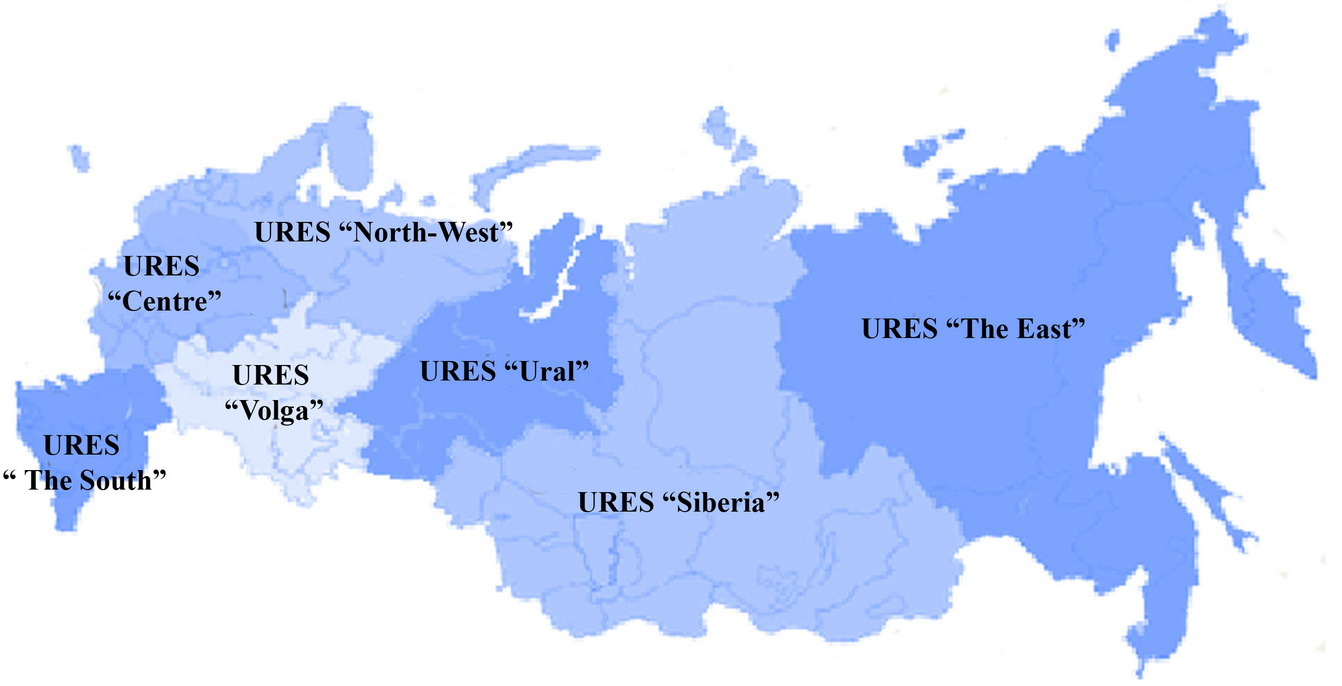 URES “North-West”
URES
“Centre”
URES “The East”
URES “Ural”
URES
“Volga”
URES
“ The South”
URES “Siberia”